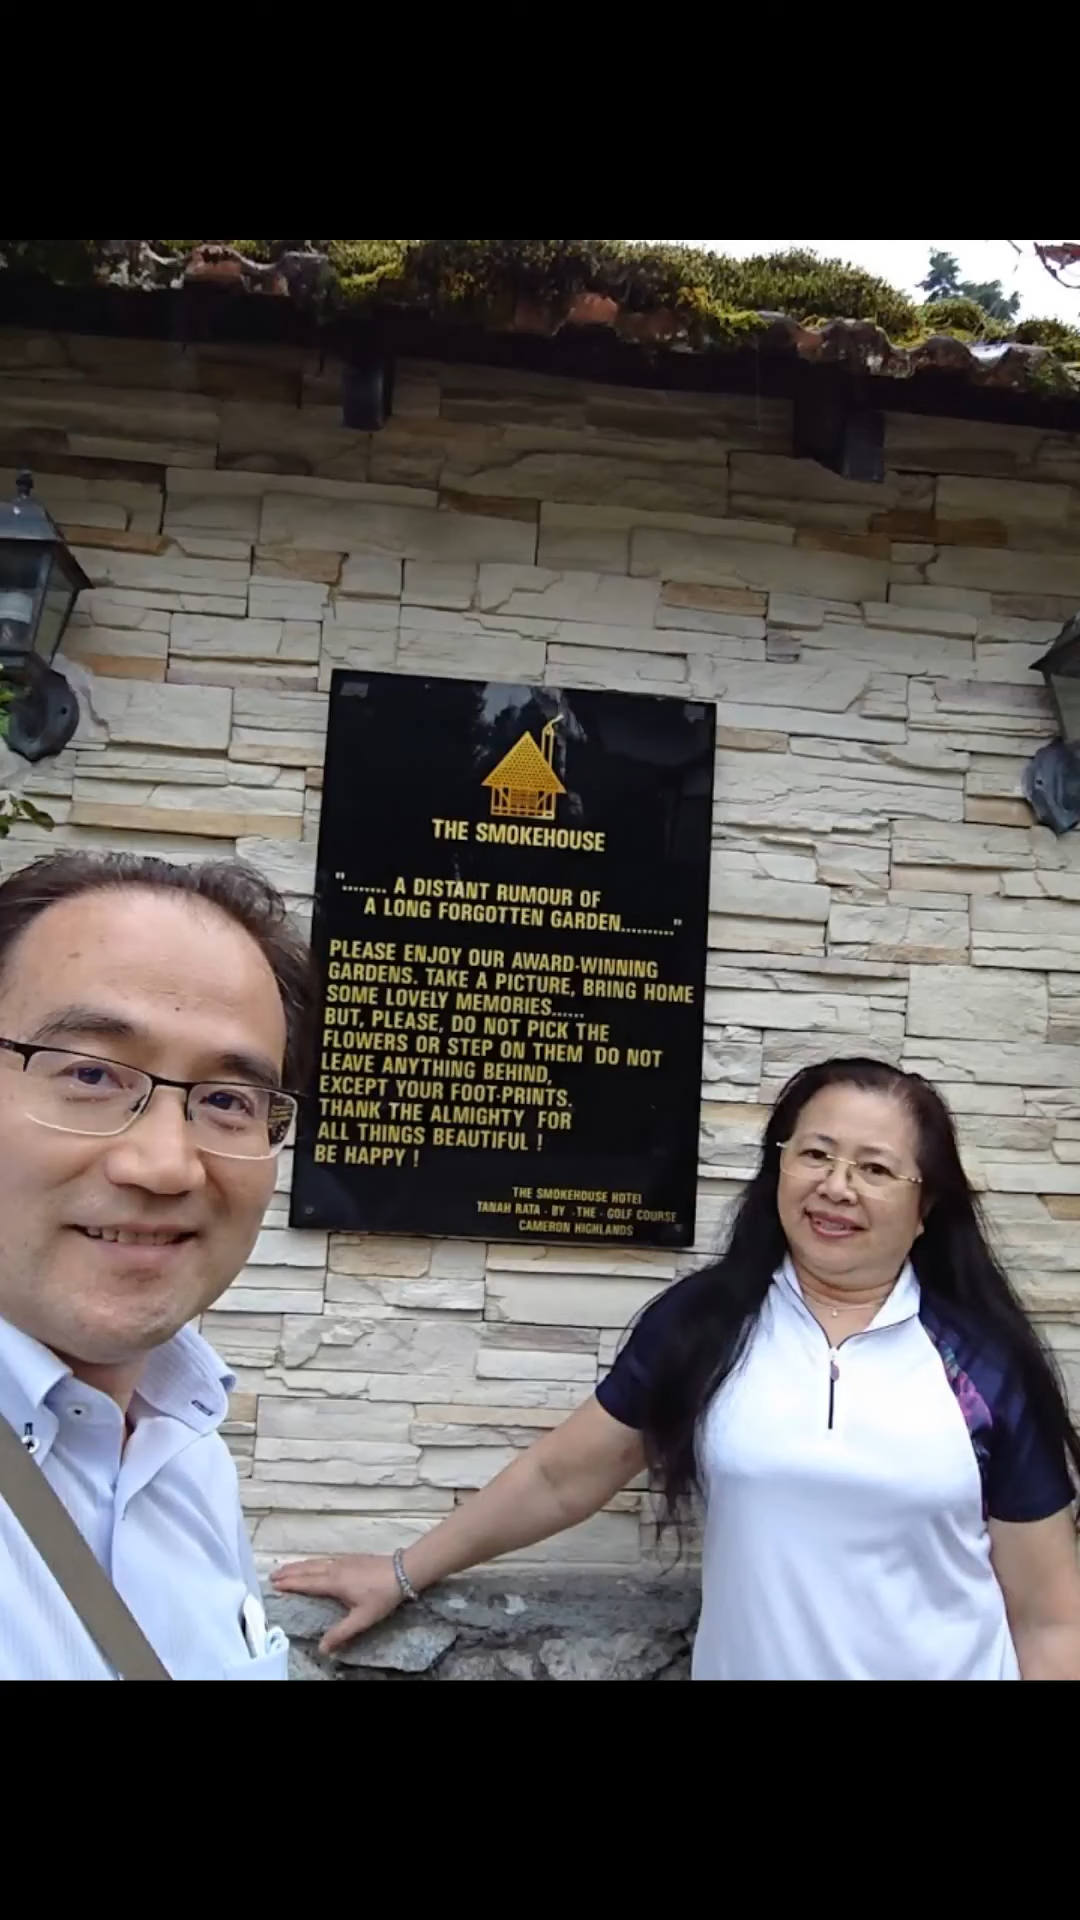 THE SMOKEHOUSE
"........ A DISTANT RUMOUR OF
A LONG FORGOTTEN GARDEN.........."
PLEASE ENJOY OUR AWARD-WINNING
GARDENS. TAKE A PICTURE, BRING HOME
SOME LOVELY MEMORIES......
BUT, PLEASE, DO NOT PICK THE
FLOWERS OR STEP ON THEM DO NOT
LEAVE ANYTHING BEHIND,
EXCEPT YOUR FOOT-PRINTS.
THANK THE ALMIGHTY FOR
ALL THINGS BEAUTIFUL !
BE HAPPY !
THE SMOKEHOUSE HOTEL
TANAH RATA - BY - THE - GOLF COURSE
CAMERON HIGHLANDS